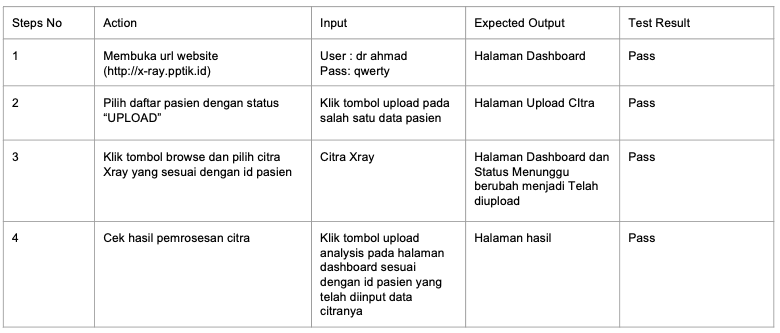 Steps No	Action	Input	Expected Output	Test Result
1	Membuka url website	User : dr ahmad	Halaman Dashboard	Pass
(http://x-ray.pptik.id)	Pass: qwerty
2	Pilih daftar pasien dengan status	Klik tombol upload pada	Halaman Upload CItra	Pass
“UPLOAD”	salah satu data pasien
3	Klik tombol browse dan pilih citra	Citra Xray	Halaman Dashboard dan	Pass
Xray yang sesuai dengan id pasien	Status Menunggu
berubah menjadi Telah
diupload
4	Cek hasil pemrosesan citra	Klik tombol upload	Halaman hasil	Pass
analysis pada halaman
dashboard sesuai
dengan id pasien yang
telah diinput data
citranya